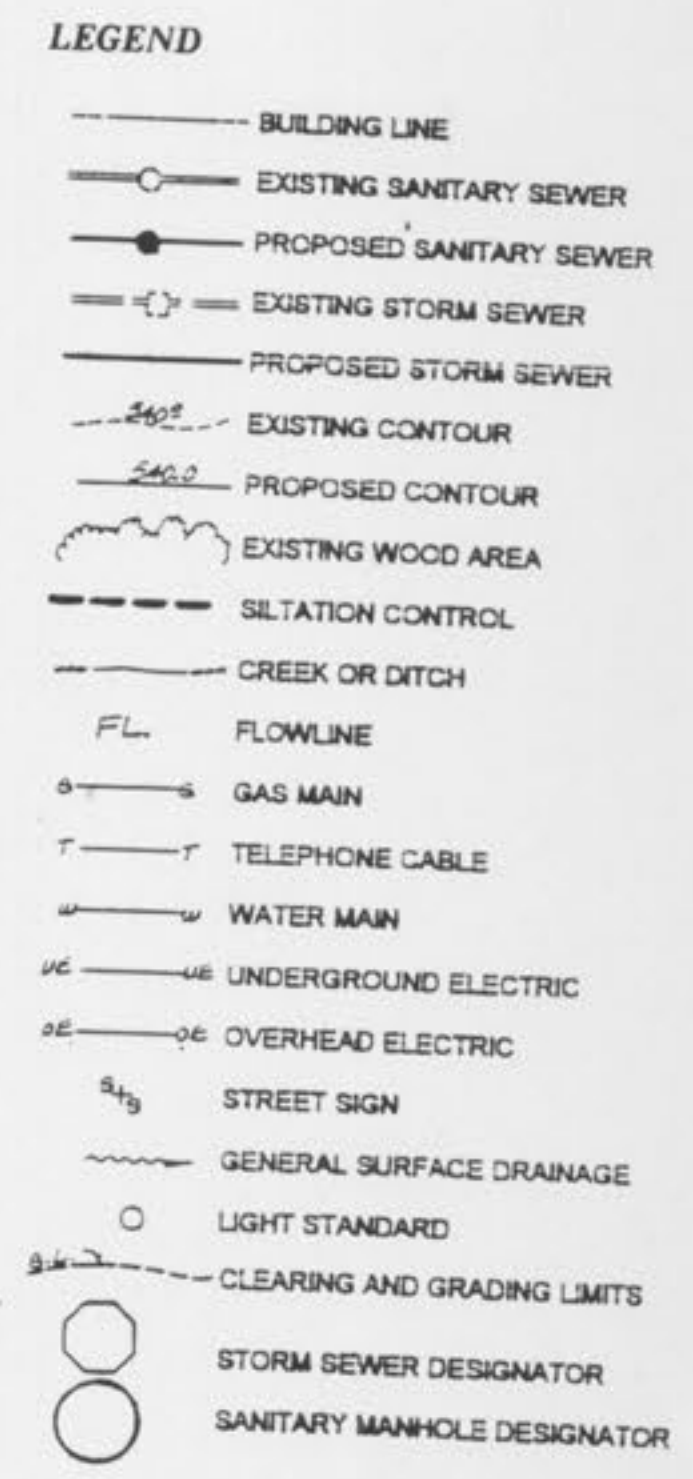 LEGEND
BUILDING LINE
EXISTING SANITARY SEWER
PROPOSED SANITARY SEWER
EXISTING STORM SEWER
PROPOSED STORM SEWER
EXISTING CONTOUR
540.0 PROPOSED CONTOUR
EXISTING WOOD AREA
SILTATION CONTROL
CREEK OR DITCH
FL. FLOWLINE
G G GAS MAIN
T T TELEPHONE CABLE
W W WATER MAIN
UE UE UNDERGROUND ELECTRIC
OE OE OVERHEAD ELECTRIC
STREET SIGN
GENERAL SURFACE DRAINAGE
LIGHT STANDARD
CLEARING AND GRADING LIMITS
STORM SEWER DESIGNATOR
SANITARY MANHOLE DESIGNATOR